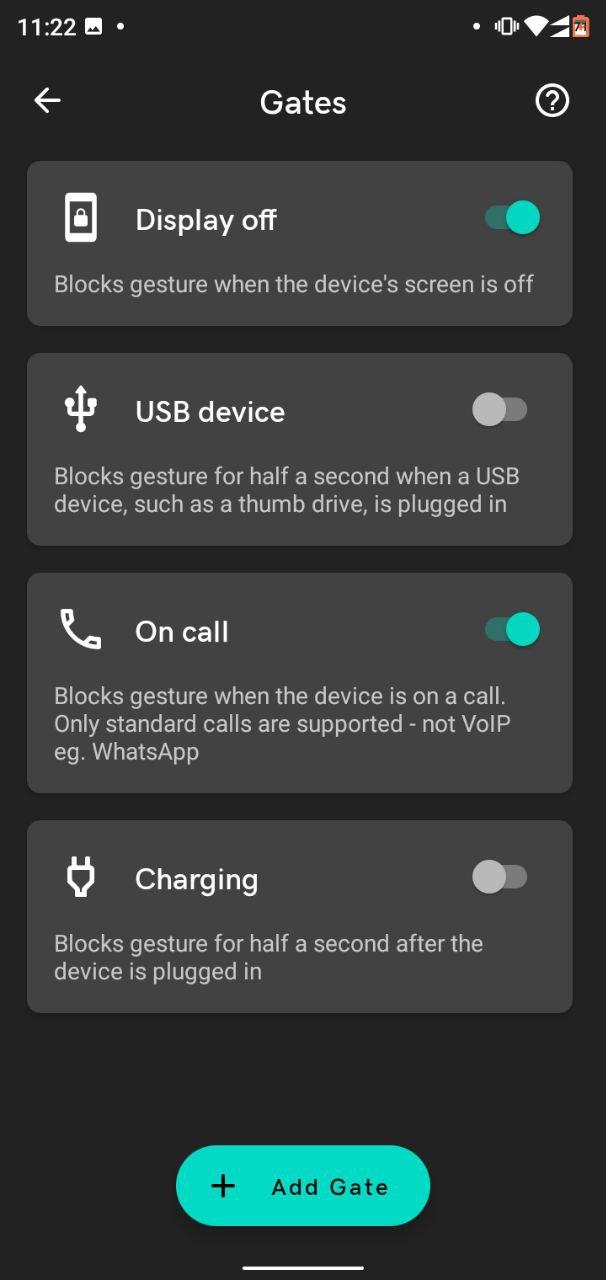 11:22
Gates
Display off
Blocks gesture when the device's screen is off
USB device
Blocks gesture for half a second when a USB
device, such as a thumb drive, is plugged in
On call
Blocks gesture when the device is on a call.
Only standard calls are supported - not VoIP
eg. WhatsApp
Charging
Blocks gesture for half a second after the
device is plugged in
Add Gate